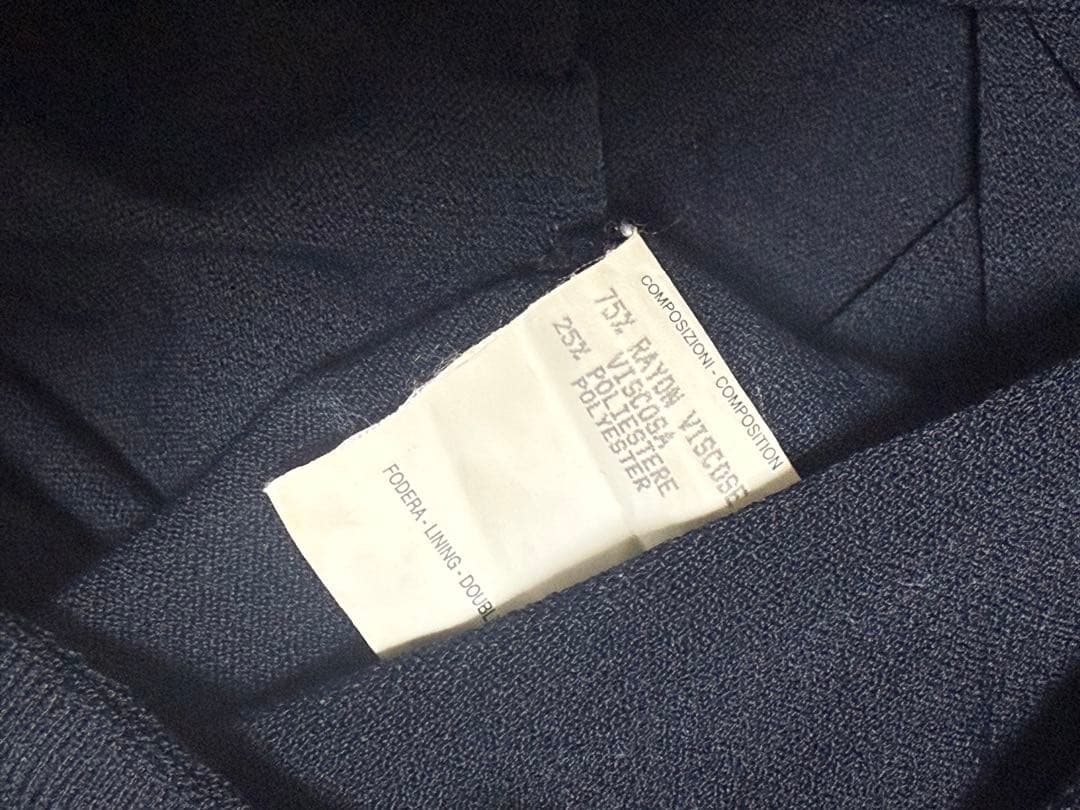 COMPOSIZIONI - COMPOSITION
75% RAYON VISCOSE
VISCOSA
25% POLIESTERE
POLYESTER
FODERA - LINING - DOUBL